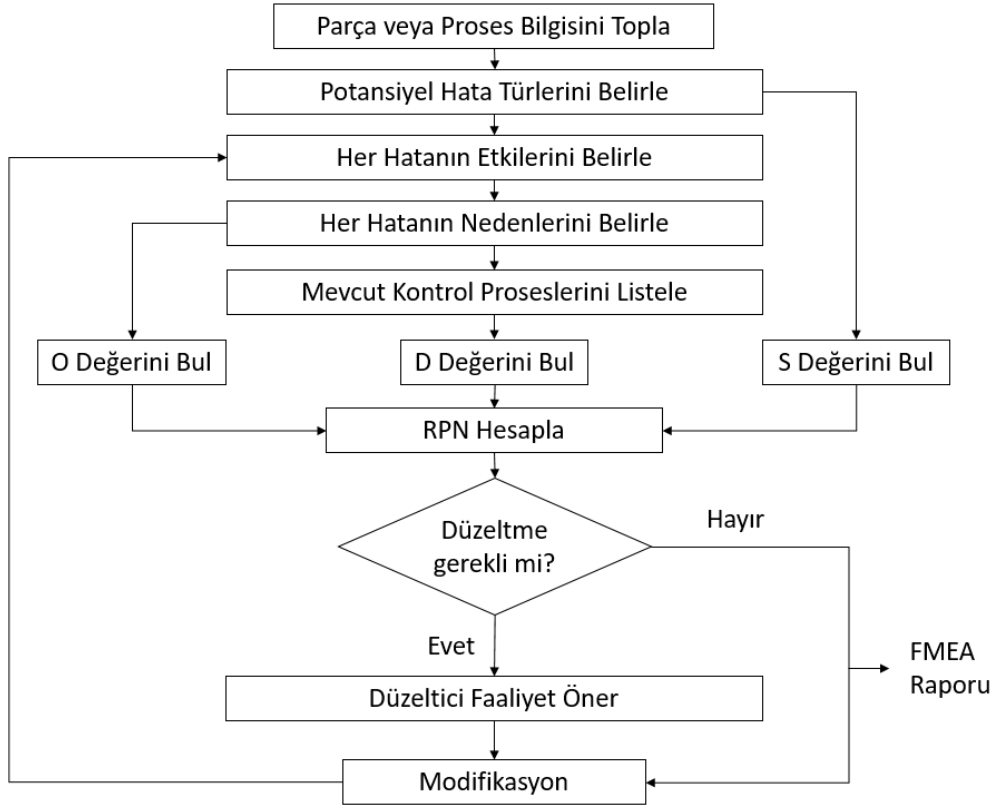 Parça veya Proses Bilgisini Topla
Potansiyel Hata Türlerini Belirle
Her Hatanın Etkilerini Belirle
Her Hatanın Nedenlerini Belirle
Mevcut Kontrol Proseslerini Listele
O Değerini Bul
D Değerini Bul
S Değerini Bul
RPN Hesapla
Düzeltme
gerekli mi?
Hayır
Evet
FMEA
Raporu
Düzeltici Faaliyet Öner
Modifikasyon